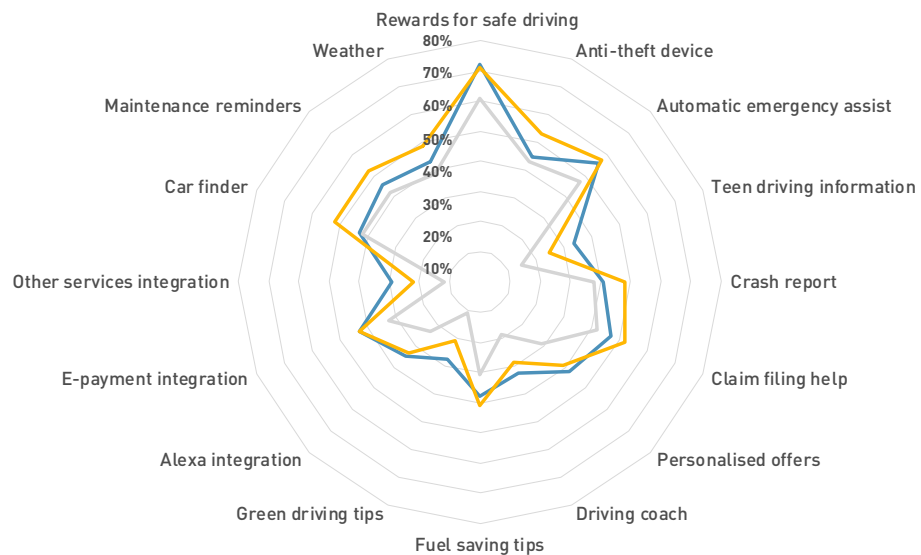 Rewards for safe driving
80%
Weather
Anti-theft device
70%
Maintenance reminders
Automatic emergency assist
60%
50%
Car finder
Teen driving information
40%
30%
20%
Other services integration
10%
Crash report
E-payment integration
Claim filing help
Alexa integration
Personalised offers
Green driving tips
Driving coach
Fuel saving tips